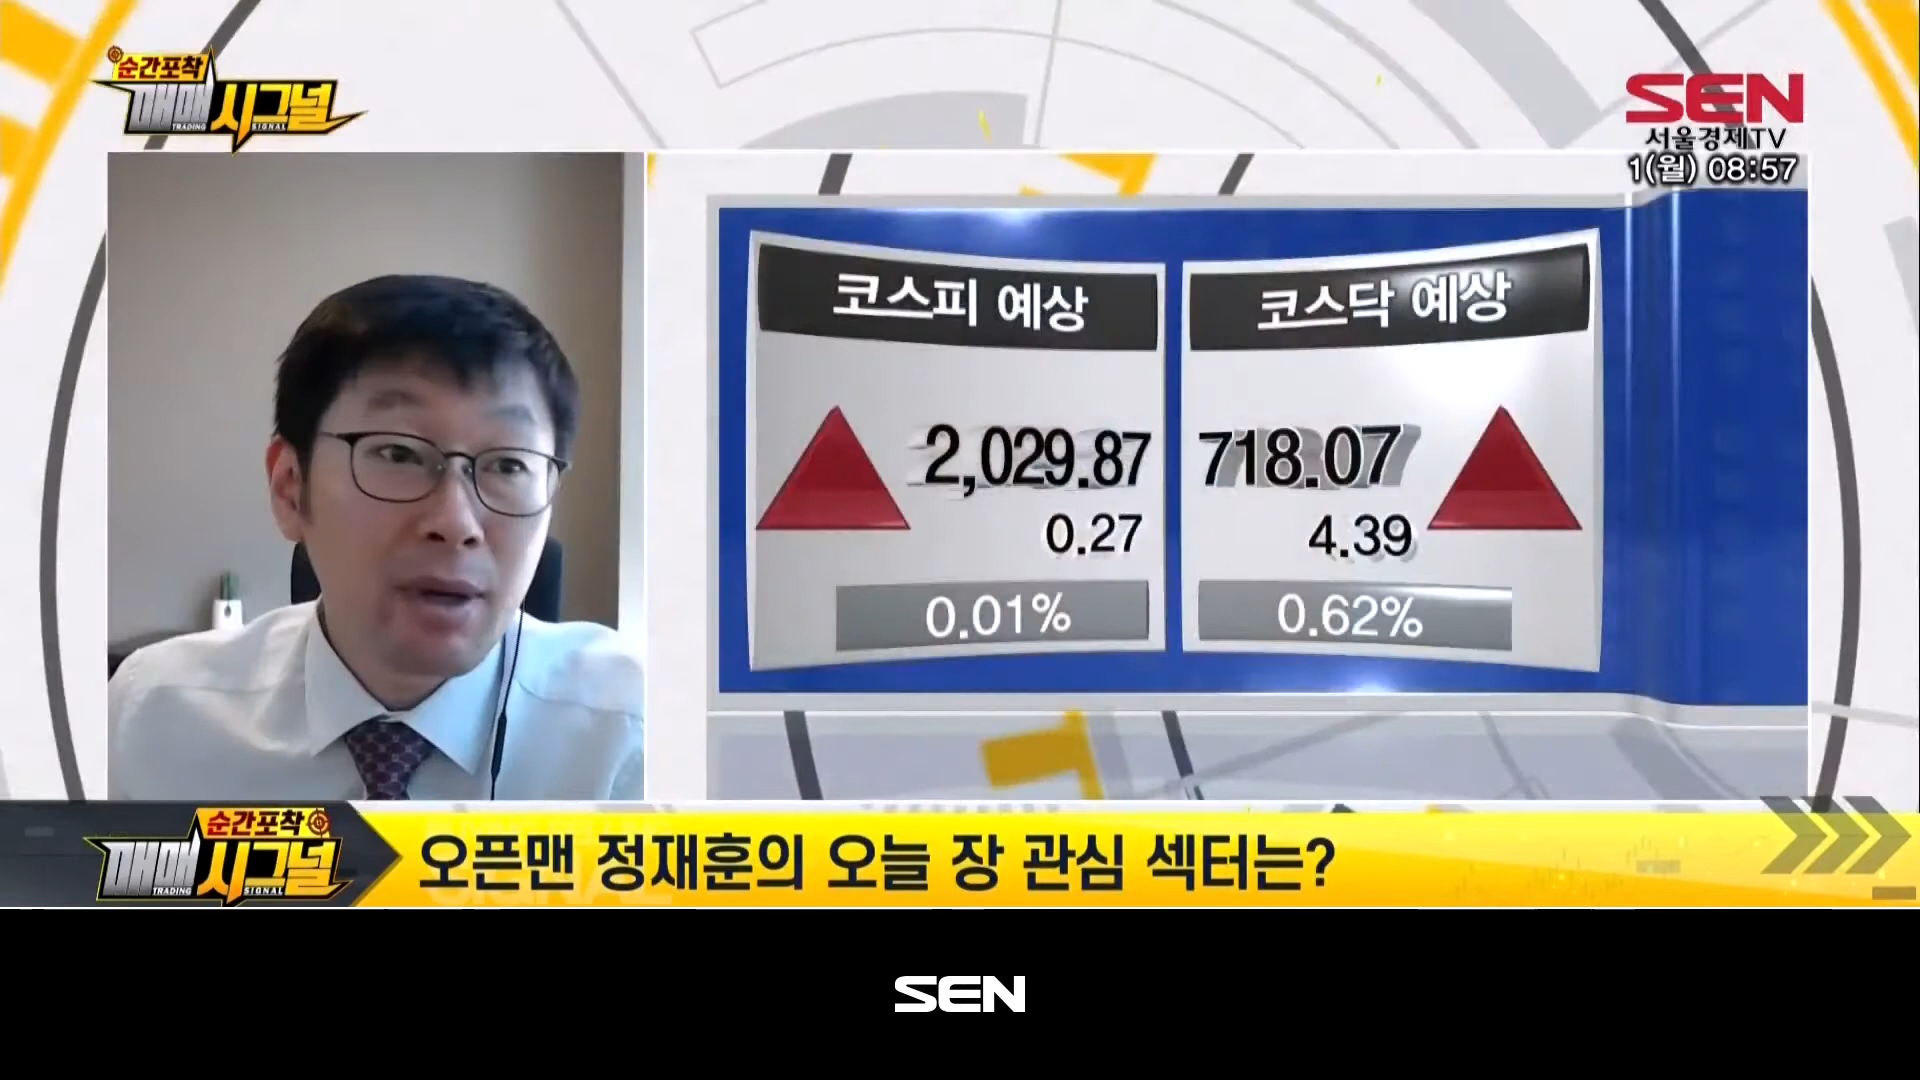 순간포착
매매 시그널
TRADING SIGNAL
SEN
서울경제TV
1(월) 08:57
코스피 예상
2,029.87
0.27
0.01%
코스닥 예상
718.07
4.39
0.62%
순간포착
매매 시그널
TRADING SIGNAL
오픈맨 정재훈의 오늘 장 관심 섹터는?
SEN